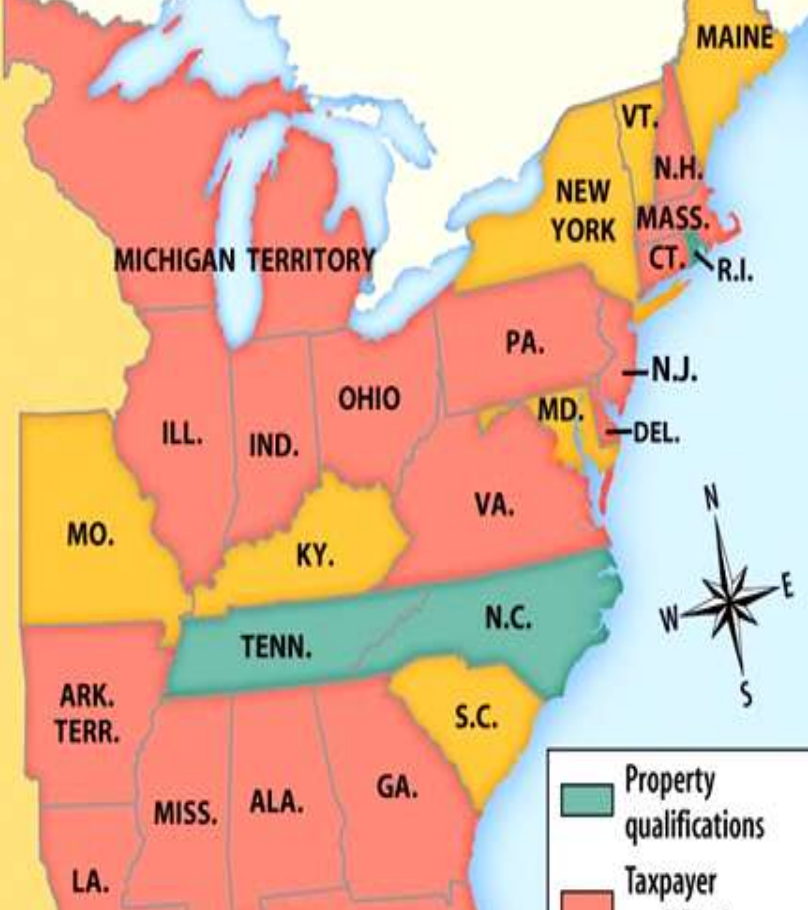 MAINE
VT.
N.H.
NEW
YORK
MASS.
CT.
R.I.
MICHIGAN TERRITORY
PA.
N.J.
OHIO
MD.
DEL.
ILL.
IND.
VA.
MO.
KY.
N
E
W
S
N.C.
TENN.
ARK.
TERR.
S.C.
GA.
ALA.
MISS.
LA.
Property
qualifications
Taxpayer